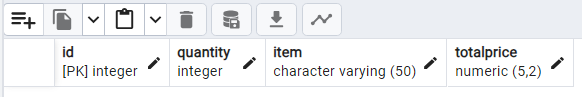 id quantity item totalprice
[PK] integer integer character varying (50) numeric (5,2)